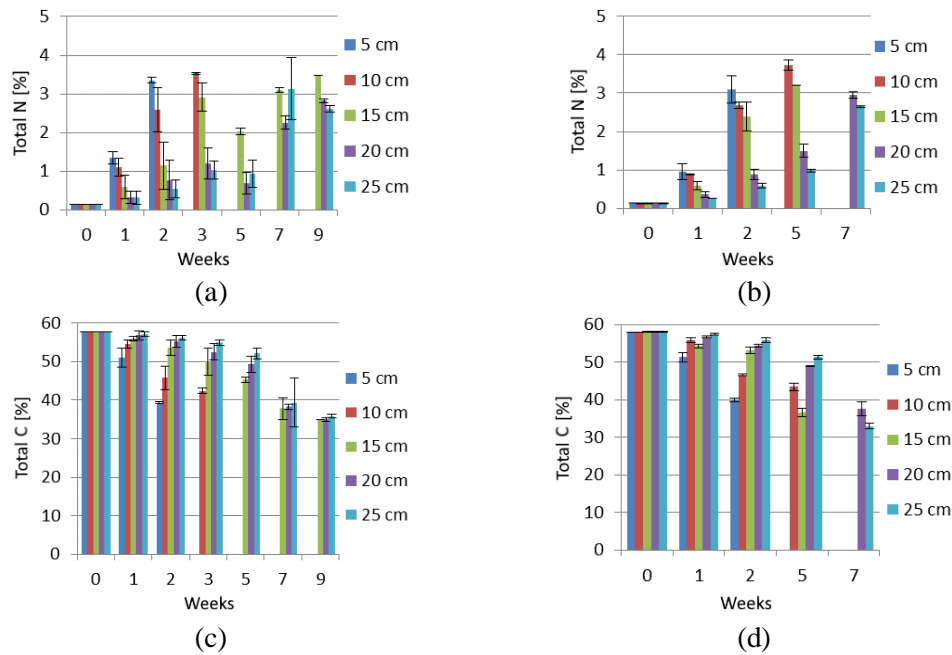 5
4
3
2
1
0
Total N [%]
0 1 2 3 5 7 9
Weeks
5 cm
10 cm
15 cm
20 cm
25 cm
(a)
5
4
3
2
1
0
Total N [%]
0 1 2 5 7
Weeks
5 cm
10 cm
15 cm
20 cm
25 cm
(b)
60
50
40
30
20
10
0
Total C [%]
0 1 2 3 5 7 9
Weeks
5 cm
10 cm
15 cm
20 cm
25 cm
(c)
60
50
40
30
20
10
0
Total C [%]
0 1 2 5 7
Weeks
5 cm
10 cm
15 cm
20 cm
25 cm
(d)